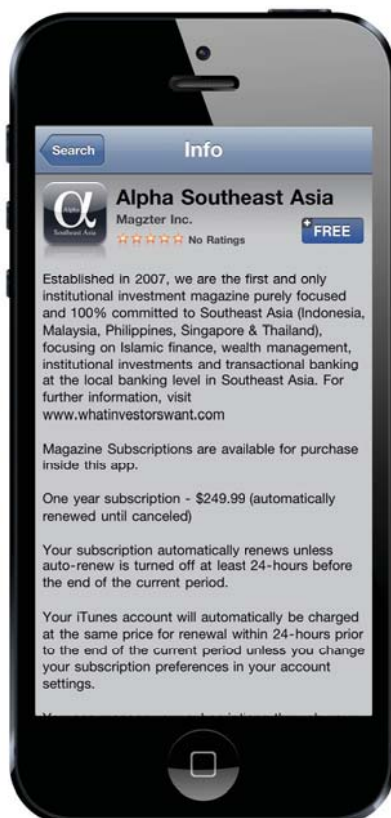 Search
Info
Alpha
α
Southeast Asia
Alpha Southeast Asia
Magzter Inc.
No Ratings
+
FREE
Established in 2007, we are the first and only
institutional investment magazine purely focused
and 100% committed to Southeast Asia (Indonesia,
Malaysia, Philippines, Singapore & Thailand),
focusing on Islamic finance, wealth management,
institutional investments and transactional banking
at the local banking level in Southeast Asia. For
further information, visit
www.whatinvestorswant.com
Magazine Subscriptions are available for purchase
inside this app.
One year subscription - $249.99 (automatically
renewed until canceled)
Your subscription automatically renews unless
auto-renew is turned off at least 24-hours before
the end of the current period.
Your iTunes account will automatically be charged
at the same price for renewal within 24-hours prior
to the end of the current period unless you change
your subscription preferences in your account
settings.